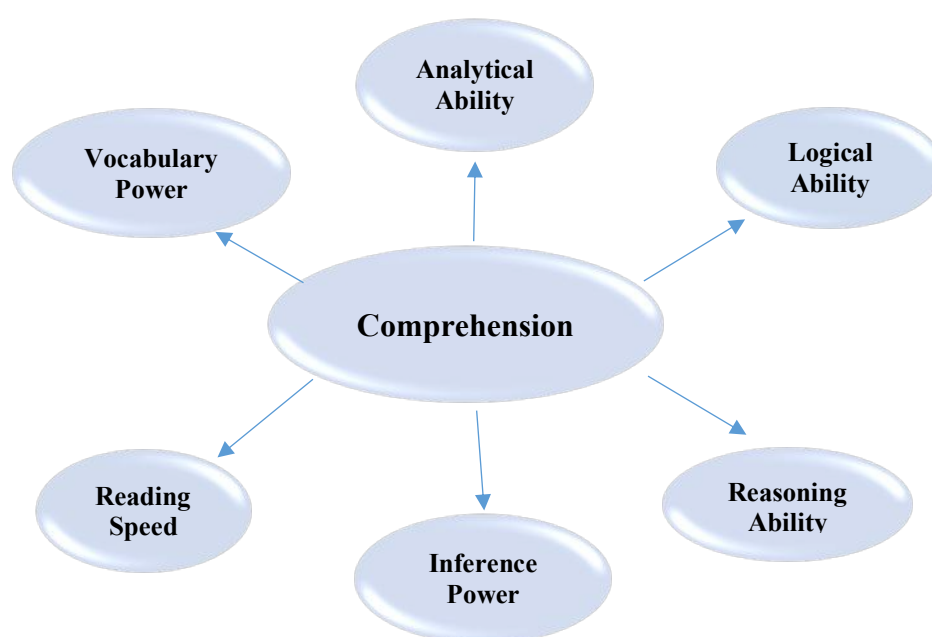 Analytical
Ability
Vocabulary
Power
Logical
Ability
Comprehension
Reading
Speed
Reasoning
Ability
Inference
Power